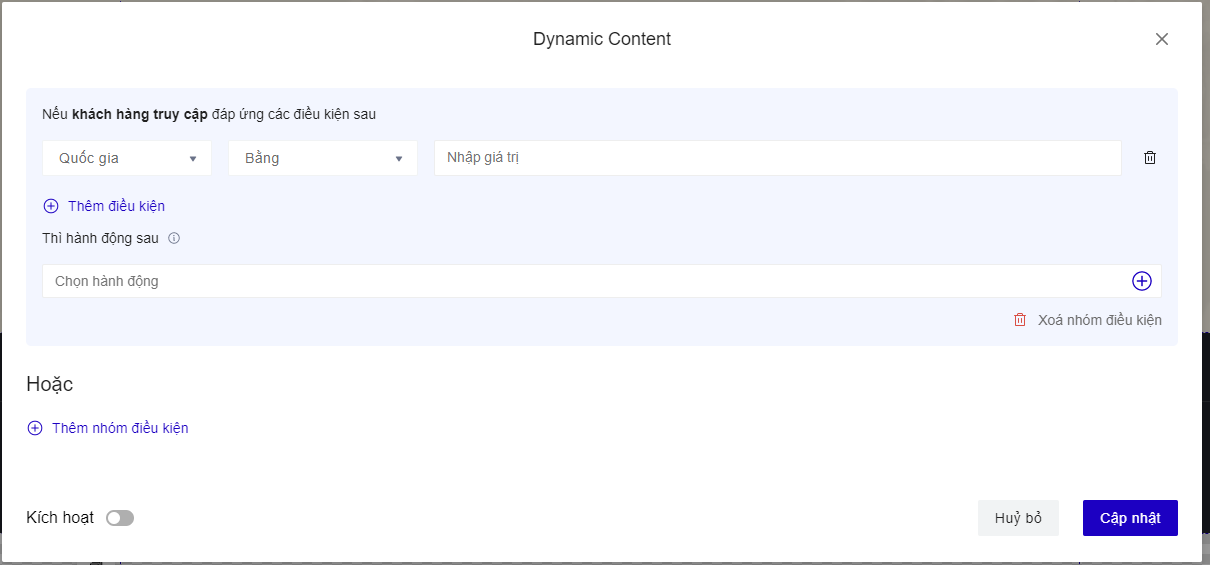 Dynamic Content
Nếu khách hàng truy cập đáp ứng các điều kiện sau
Quốc gia
Bằng
Nhập giá trị
Thêm điều kiện
Thì hành động sau
Chọn hành động
Xoá nhóm điều kiện
Hoặc
Thêm nhóm điều kiện
Kích hoạt
Huỷ bỏ
Cập nhật